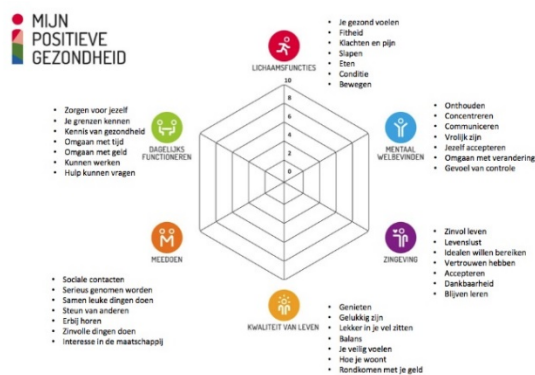 MIJN
POSITIEVE
GEZONDHEID
LICHAAMSFUNCTIES
• Je gezond voelen
• Fitheid
• Klachten en pijn
• Slapen
• Eten
• Conditie
• Bewegen
10
8
6
4
2
0
MENTAAL
WELBEVINDEN
• Onthouden
• Concentreren
• Communiceren
• Vrolijk zijn
• Jezelf accepteren
• Omgaan met verandering
• Gevoel van controle
ZINGEVING
• Zinvol leven
• Levenslust
• Idealen willen bereiken
• Vertrouwen hebben
• Accepteren
• Dankbaarheid
• Blijven leren
KWALITEIT VAN LEVEN
• Genieten
• Gelukkig zijn
• Lekker in je vel zitten
• Balans
• Je veilig voelen
• Hoe je woont
• Rondkomen met je geld
MEEDOEN
• Sociale contacten
• Serieus genomen worden
• Samen leuke dingen doen
• Steun van anderen
• Erbij horen
• Zinvolle dingen doen
• Interesse in de maatschappij
DAGELIJKS
FUNCTIONEREN
• Zorgen voor jezelf
• Je grenzen kennen
• Kennis van gezondheid
• Omgaan met tijd
• Omgaan met geld
• Kunnen werken
• Hulp kunnen vragen